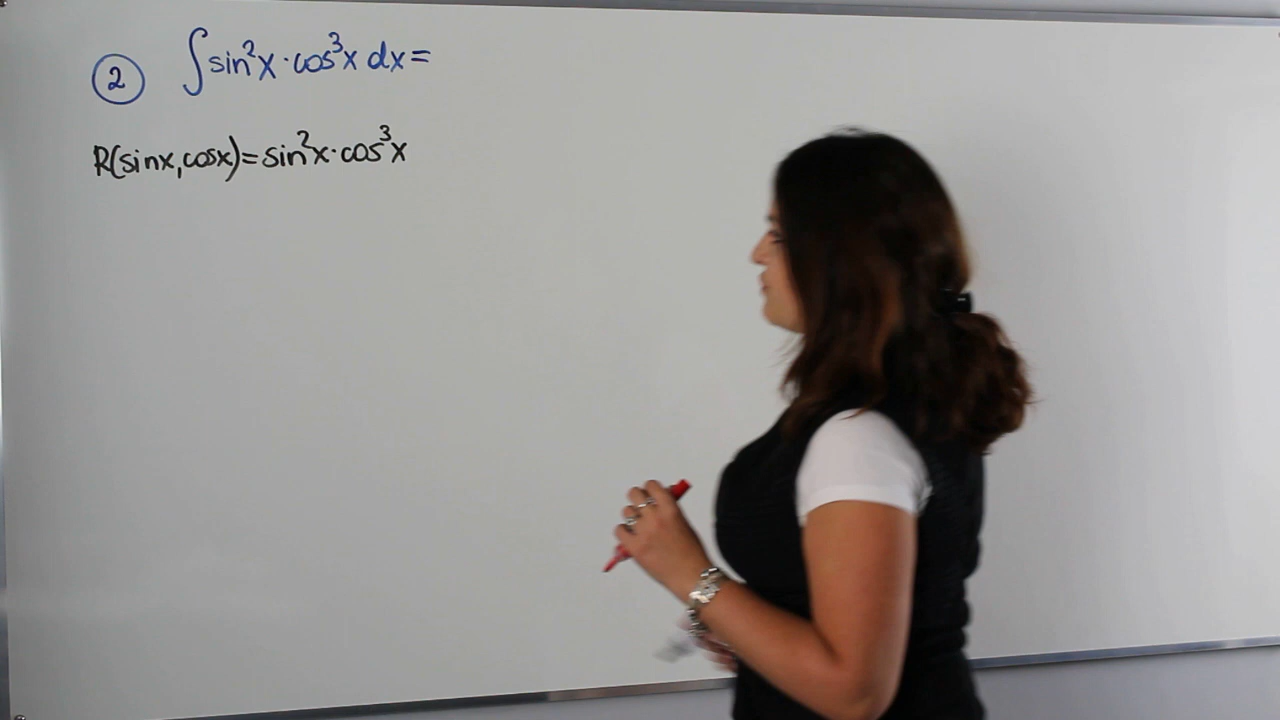 ② ∫sin²x·cos³x dx=
R(sinx,cosx)=sin²x·cos³x